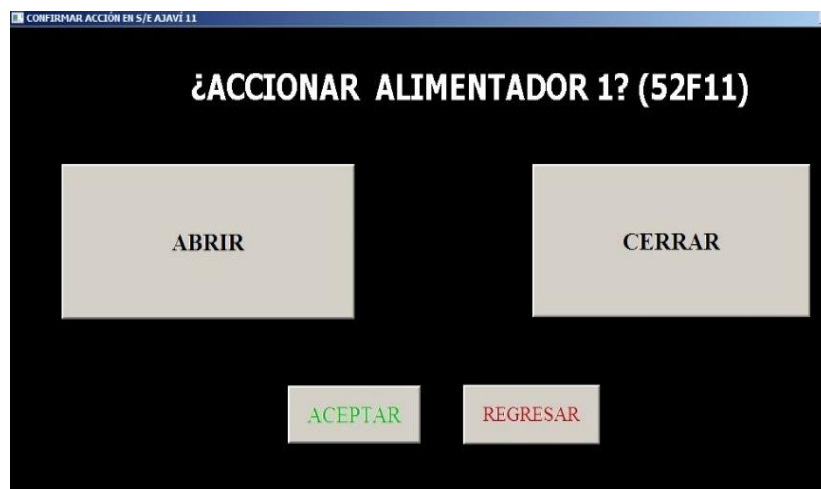 CONFIRMAR ACCIÓN EN S/E AJAVÍ 11
¿ACCIONAR ALIMENTADOR 1? (52F11)
ABRIR
CERRAR
ACEPTAR
REGRESAR